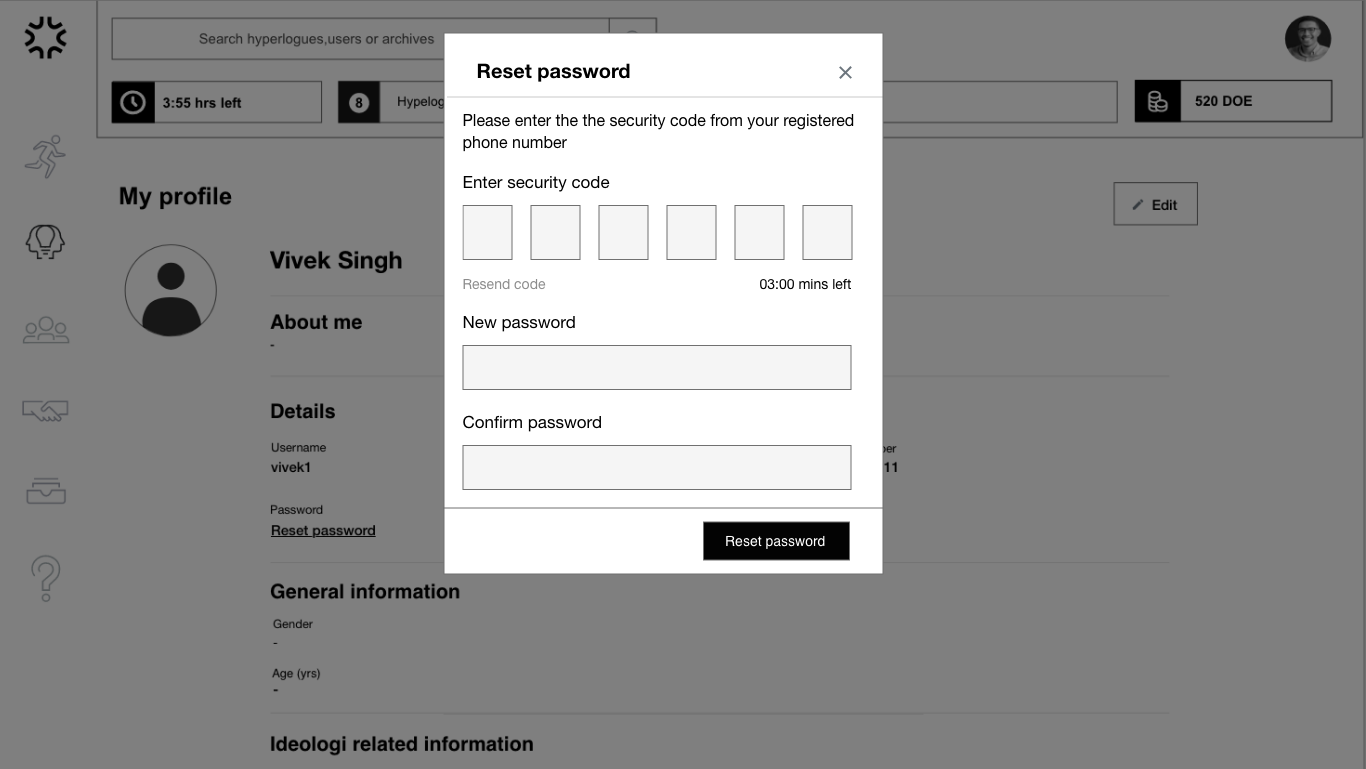 Search hyperlogues,users or archives
3:55 hrs left
8
Hypelog
520 DOE
My profile
Edit
Vivek Singh
About me
-
Details
Username
vivek1
11
Password
Reset password
General information
Gender
-
Age (yrs)
-
Ideologi related information
Reset password
Please enter the the security code from your registered
phone number
Enter security code
Resend code
03:00 mins left
New password
Confirm password
Reset password